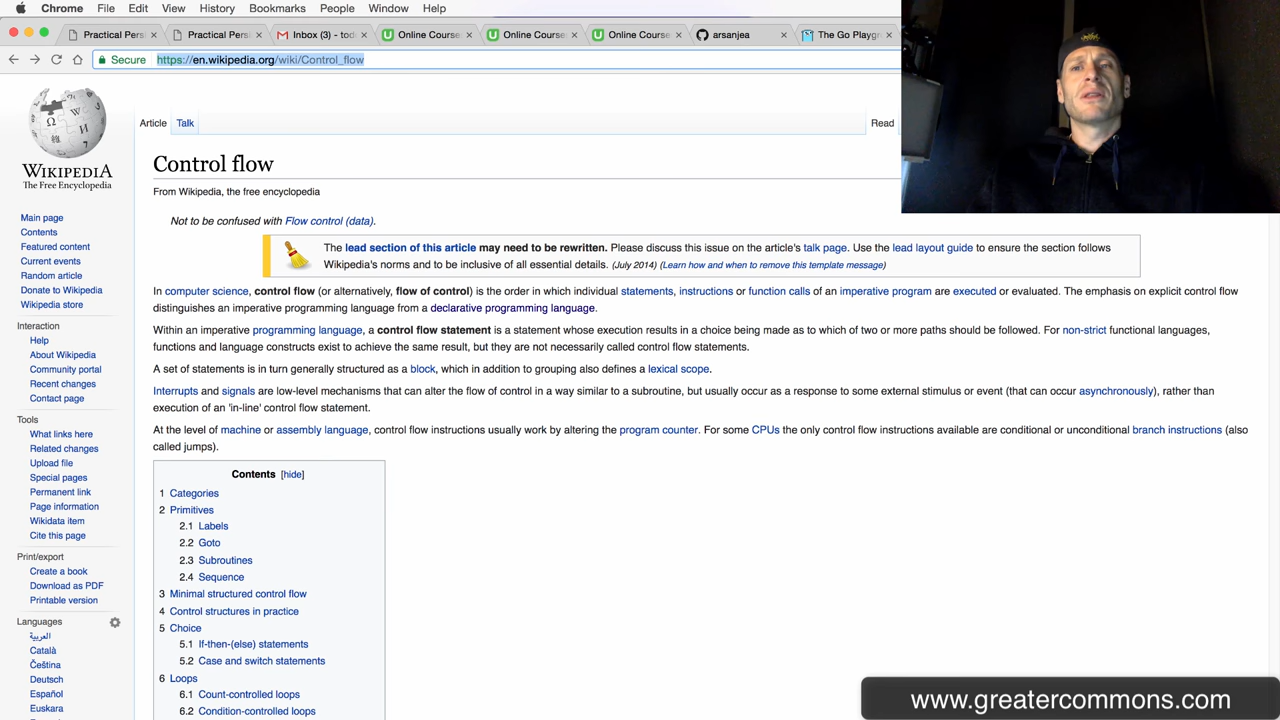 Chrome File Edit View History Bookmarks People Window Help
Practical Pers × Practical Pers × Inbox (3) - tod × Online Course × Online Course × Online Course × arsanjea × The Go Playgr ×
Secure https://en.wikipedia.org/wiki/Control_flow
WIKIPEDIA
The Free Encyclopedia
Main page
Contents
Featured content
Current events
Random article
Donate to Wikipedia
Wikipedia store
Interaction
Help
About Wikipedia
Community portal
Recent changes
Contact page
Tools
What links here
Related changes
Upload file
Special pages
Permanent link
Page information
Wikidata item
Cite this page
Print/export
Create a book
Download as PDF
Printable version
Languages
العربية
Català
Čeština
Deutsch
Español
Euskara
Article Talk Read
Control flow
From Wikipedia, the free encyclopedia
Not to be confused with Flow control (data).
The lead section of this article may need to be rewritten. Please discuss this issue on the article's talk page. Use the lead layout guide to ensure the section follows
Wikipedia's norms and to be inclusive of all essential details. (July 2014) (Learn how and when to remove this template message)
In computer science, control flow (or alternatively, flow of control) is the order in which individual statements, instructions or function calls of an imperative program are executed or evaluated. The emphasis on explicit control flow
distinguishes an imperative programming language from a declarative programming language.
Within an imperative programming language, a control flow statement is a statement whose execution results in a choice being made as to which of two or more paths should be followed. For non-strict functional languages,
functions and language constructs exist to achieve the same result, but they are not necessarily called control flow statements.
A set of statements is in turn generally structured as a block, which in addition to grouping also defines a lexical scope.
Interrupts and signals are low-level mechanisms that can alter the flow of control in a way similar to a subroutine, but usually occur as a response to some external stimulus or event (that can occur asynchronously), rather than
execution of an 'in-line' control flow statement.
At the level of machine or assembly language, control flow instructions usually work by altering the program counter. For some CPUs the only control flow instructions available are conditional or unconditional branch instructions (also
called jumps).
Contents [hide]
1 Categories
2 Primitives
2.1 Labels
2.2 Goto
2.3 Subroutines
2.4 Sequence
3 Minimal structured control flow
4 Control structures in practice
5 Choice
5.1 If-then-(else) statements
5.2 Case and switch statements
6 Loops
6.1 Count-controlled loops
6.2 Condition-controlled loops
www.greatercommons.com